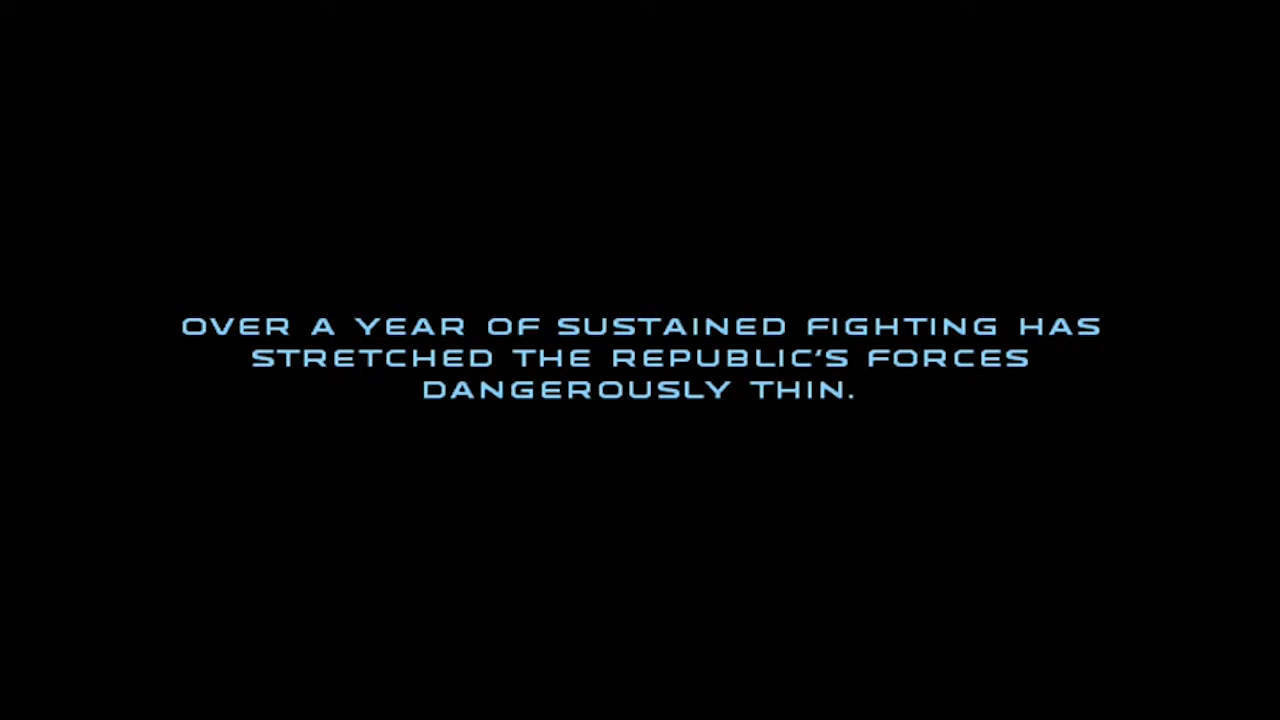 OVER A YEAR OF SUSTAINED FIGHTING HAS
STRETCHED THE REPUBLIC'S FORCES
DANGEROUSLY THIN.